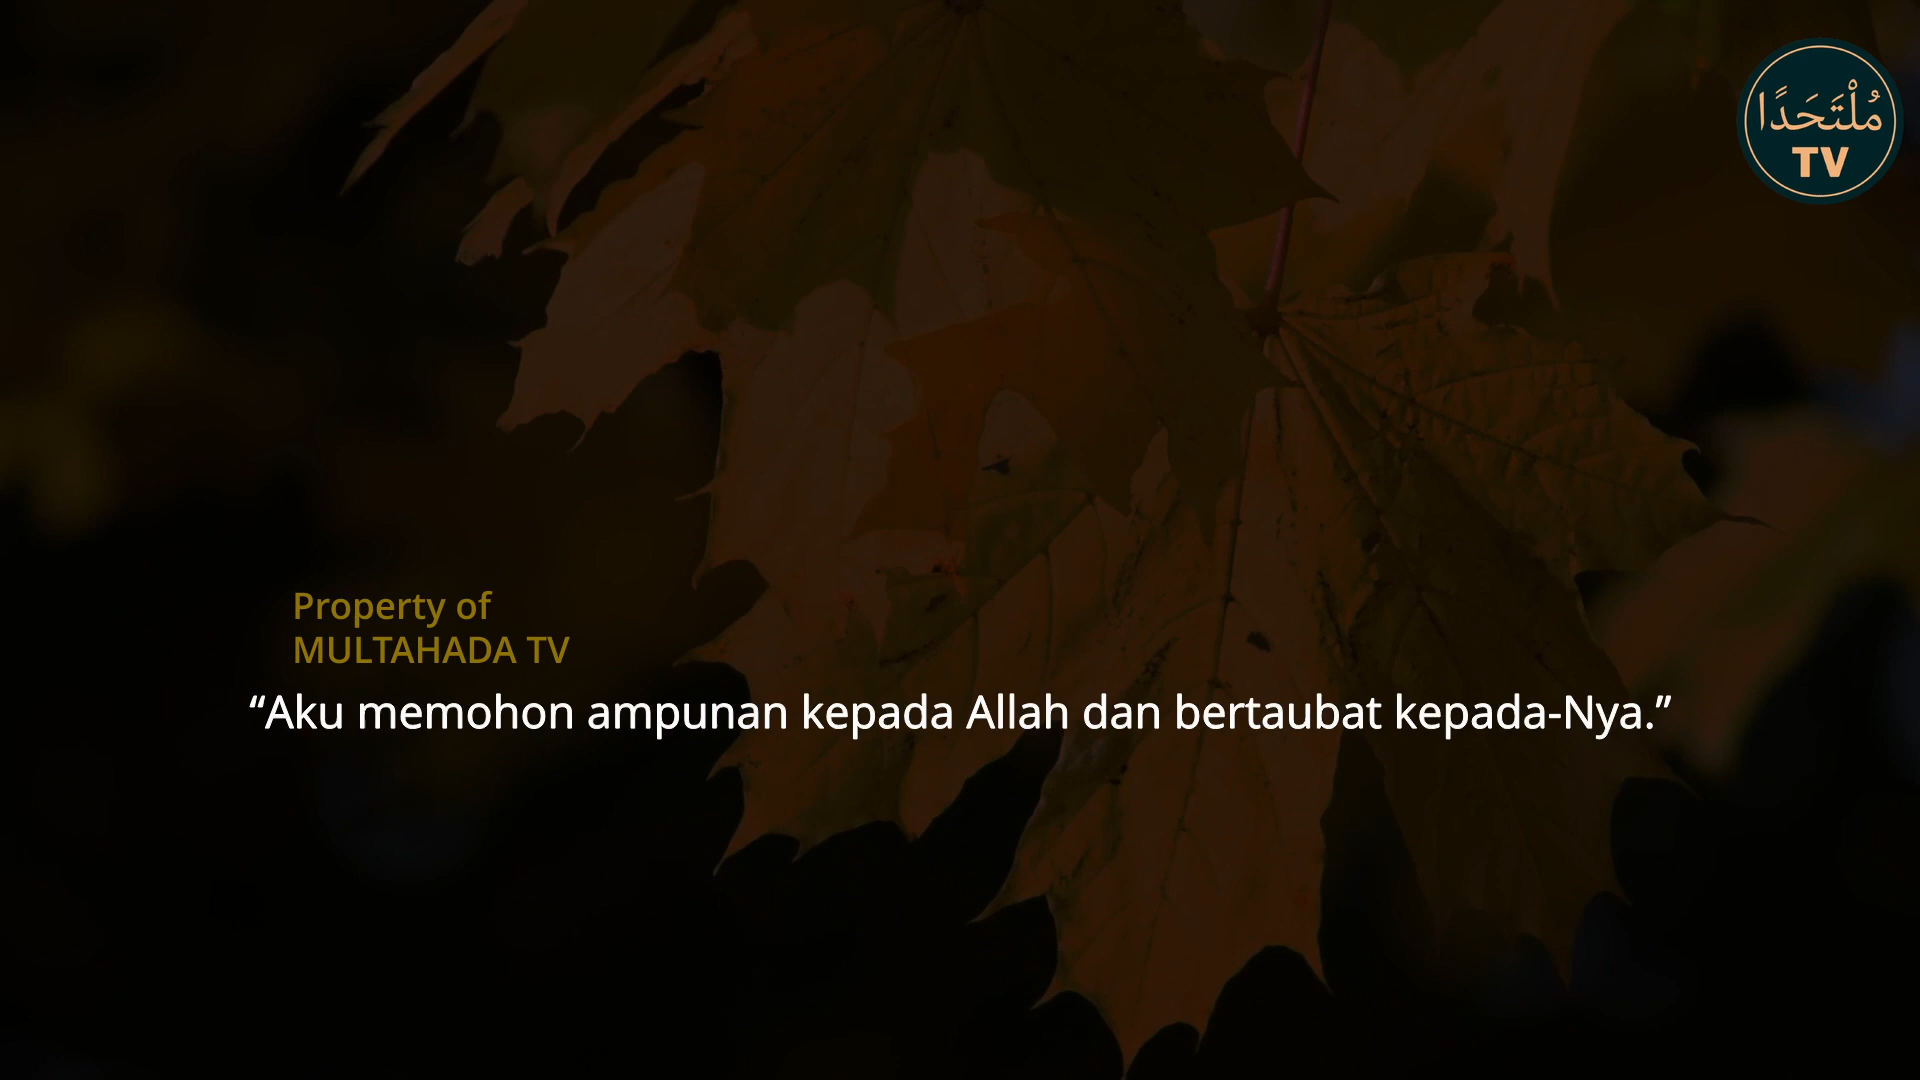 مُلْتَحَدًا
TV
Property of
MULTAHADA TV
“Aku memohon ampunan kepada Allah dan bertaubat kepada-Nya.”